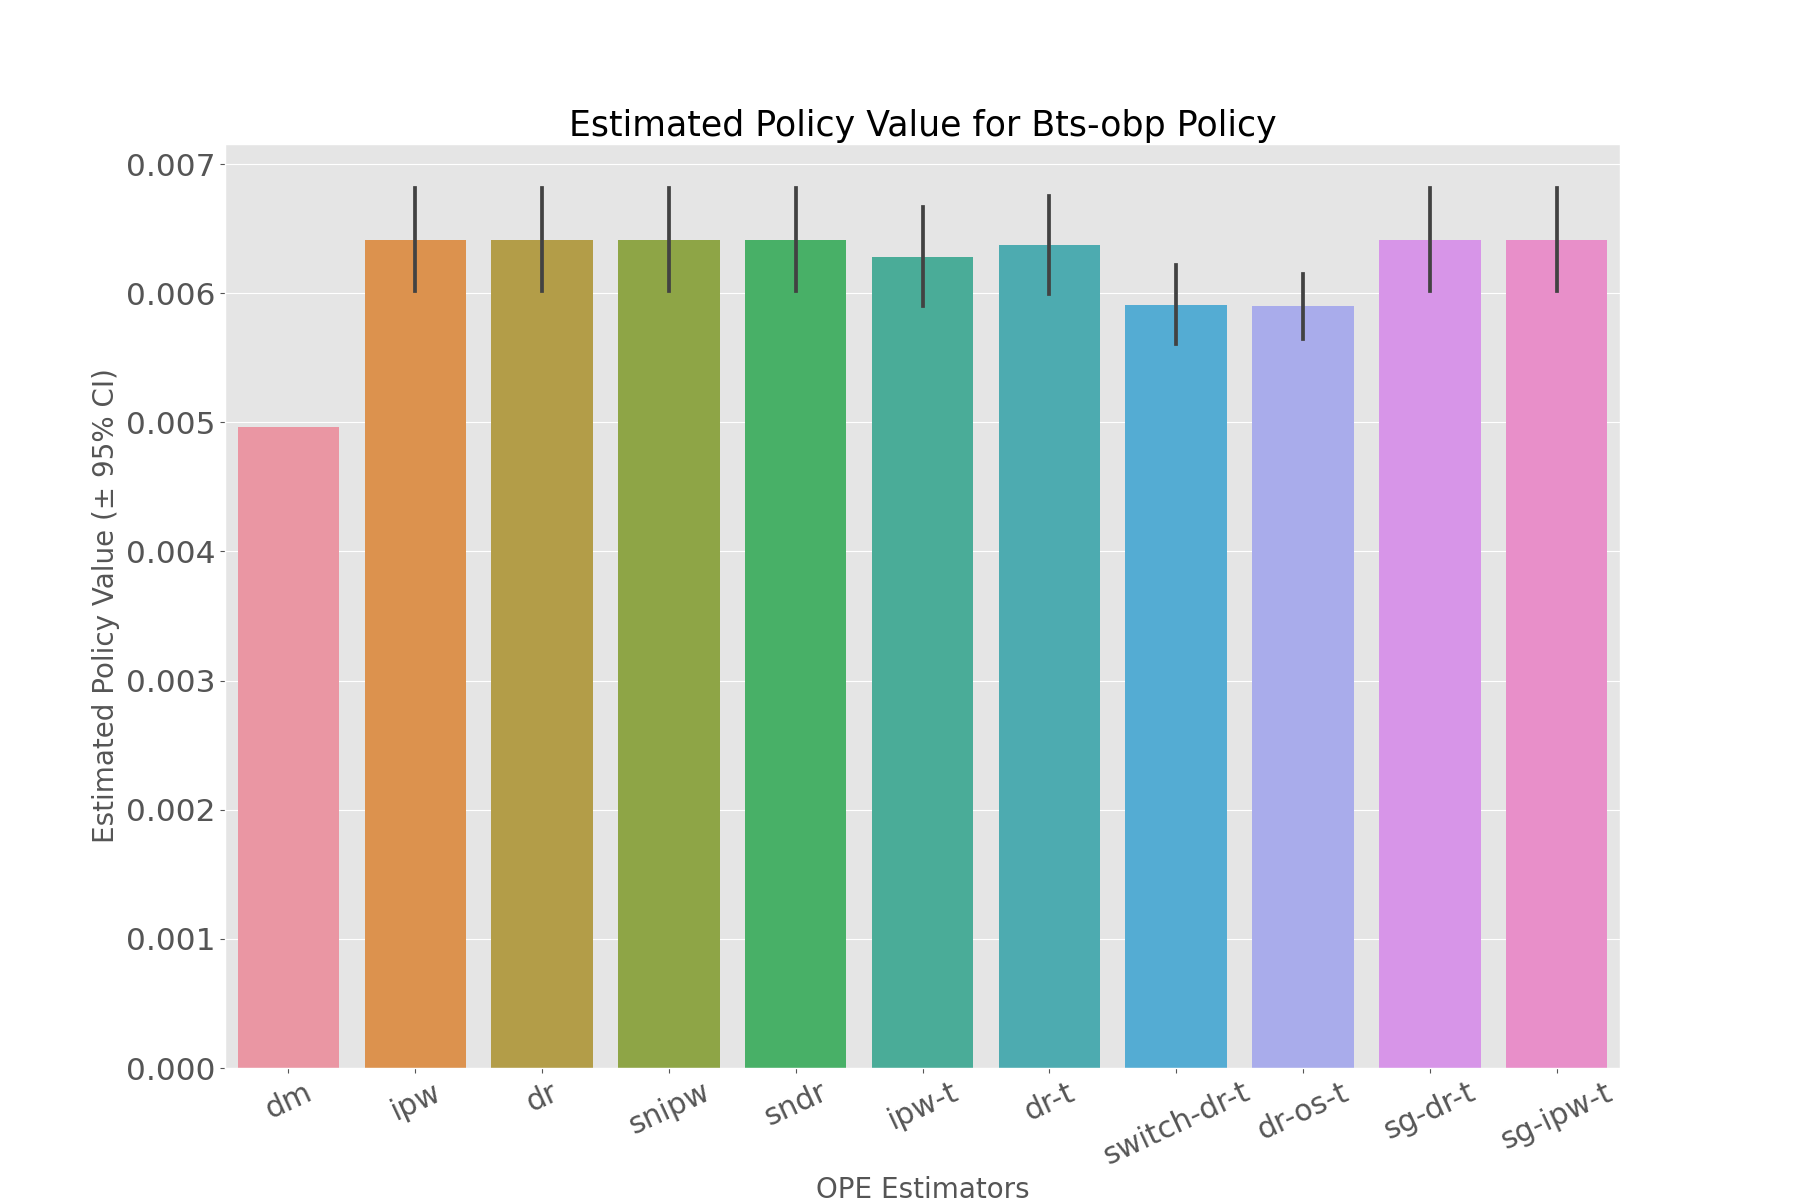 Estimated Policy Value for Bts-obp Policy
Estimated Policy Value (± 95% CI)
0.007
0.006
0.005
0.004
0.003
0.002
0.001
0.000
dm
ipw
dr
snipw
sndr
ipw-t
dr-t
switch-dr-t
dr-os-t
sg-dr-t
sg-ipw-t
OPE Estimators